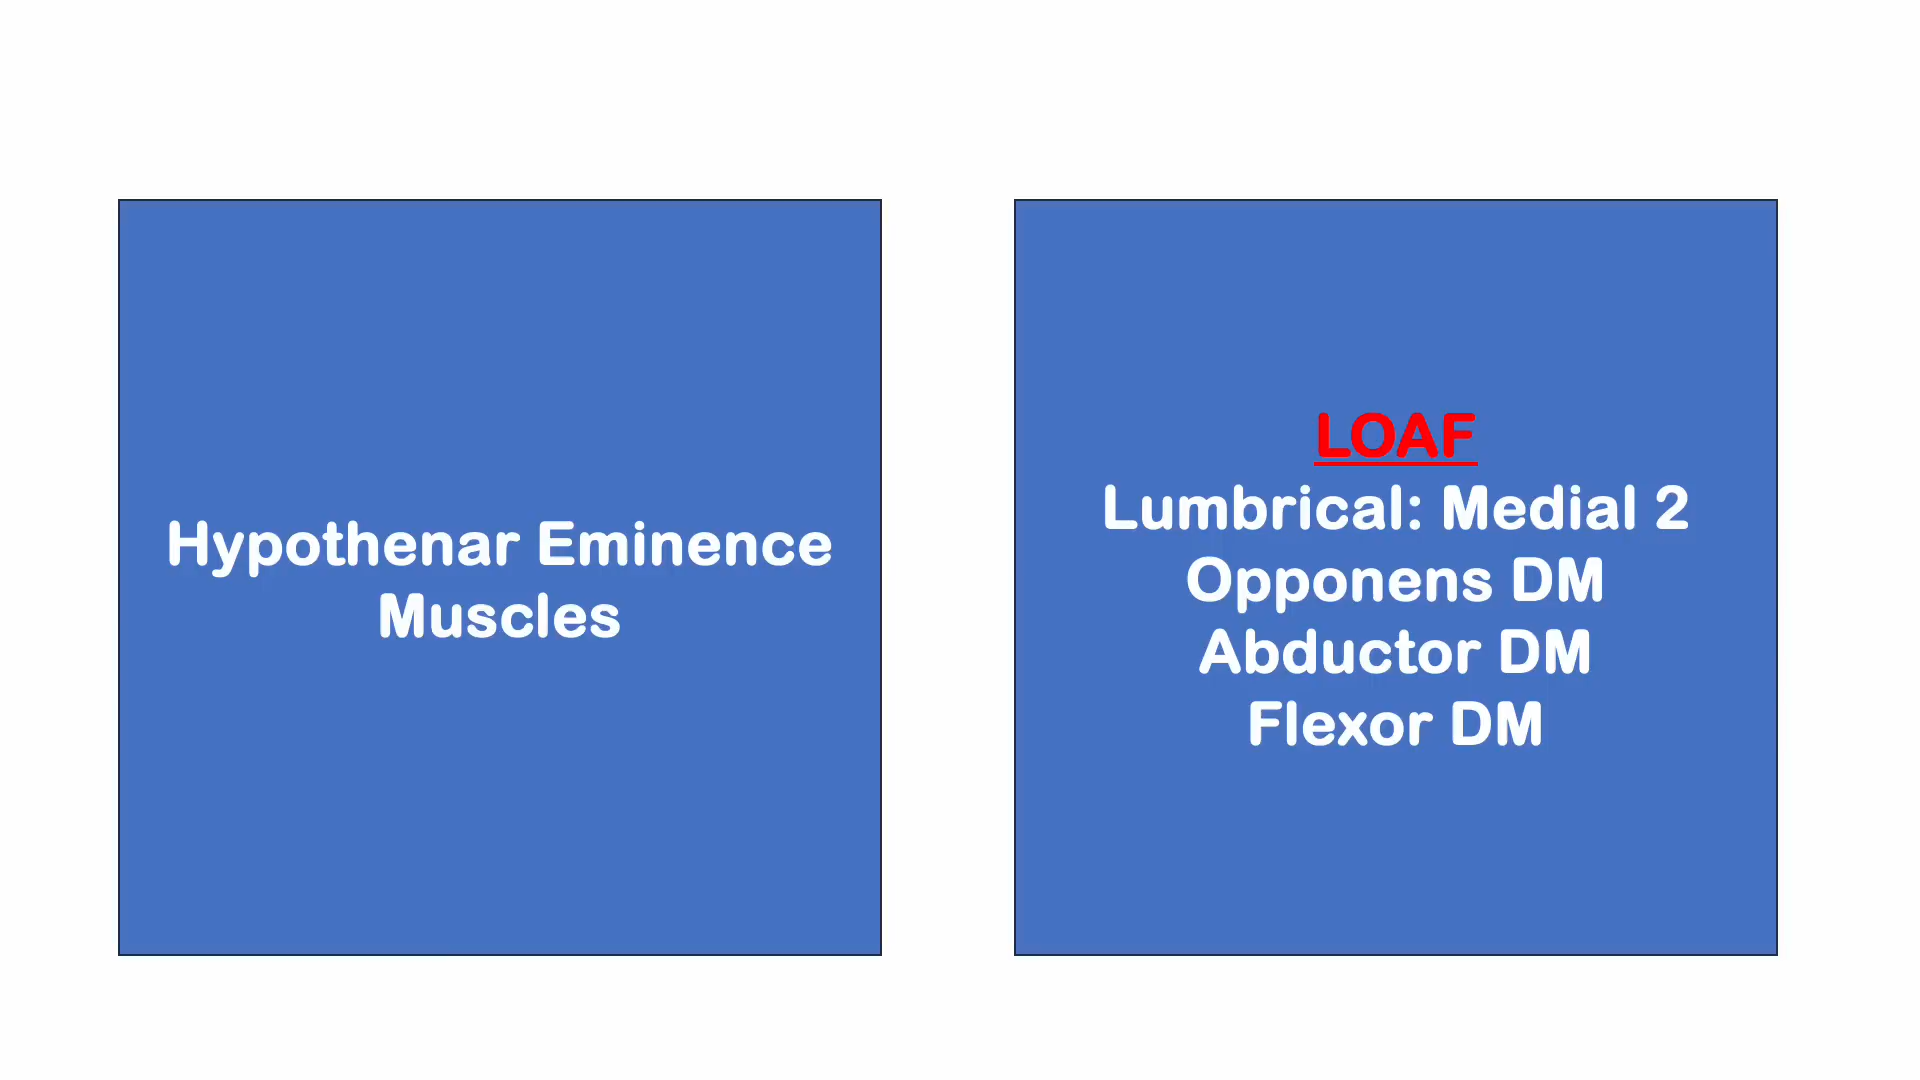 Hypothenar Eminence
Muscles
LOAF
Lumbrical: Medial 2
Opponens DM
Abductor DM
Flexor DM